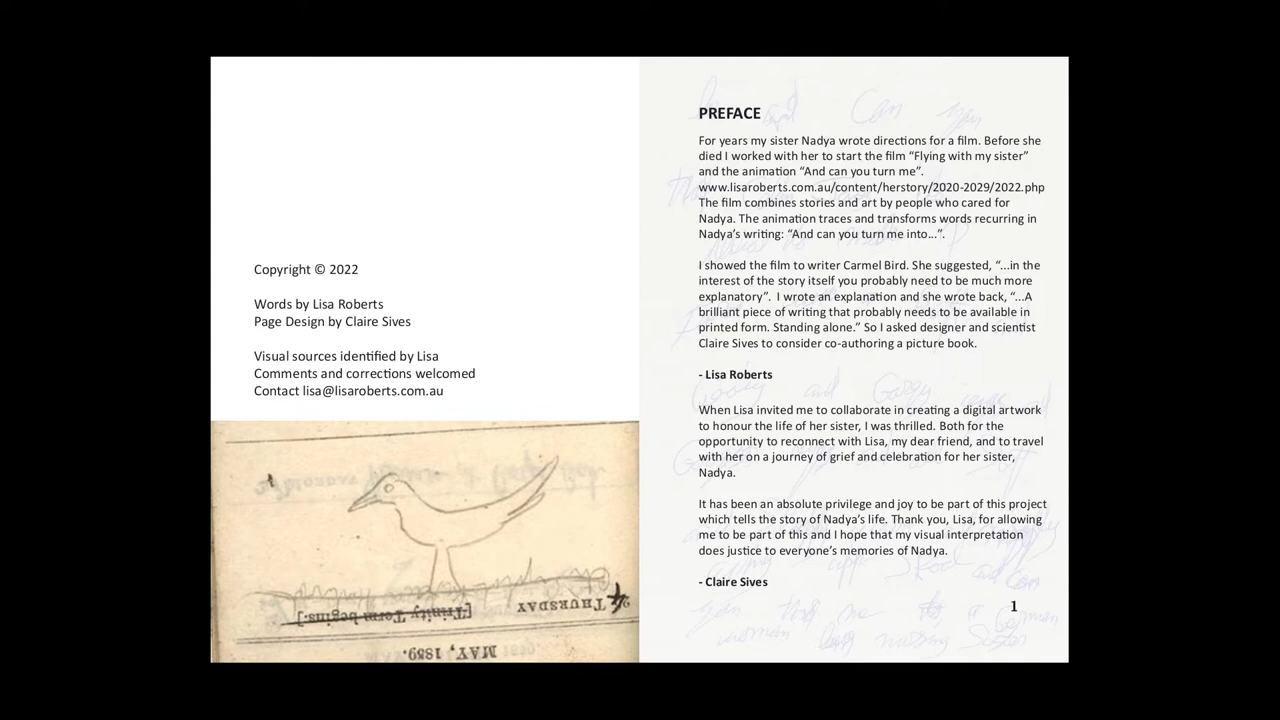 Copyright © 2022
Words by Lisa Roberts
Page Design by Claire Sives
Visual sources identified by Lisa
Comments and corrections welcomed
Contact lisa@lisaroberts.com.au
THURSDAY [Trinity Term begins.]
MAY, 1859.
PREFACE
For years my sister Nadya wrote directions for a film. Before she
died I worked with her to start the film “Flying with my sister”
and the animation “And can you turn me”.
www.lisaroberts.com.au/content/herstory/2020-2029/2022.php
The film combines stories and art by people who cared for
Nadya. The animation traces and transforms words recurring in
Nadya’s writing: “And can you turn me into...”.
I showed the film to writer Carmel Bird. She suggested, “...in the
interest of the story itself you probably need to be much more
explanatory”.  I wrote an explanation and she wrote back, “...A
brilliant piece of writing that probably needs to be available in
printed form. Standing alone.” So I asked designer and scientist
Claire Sives to consider co-authoring a picture book.
- Lisa Roberts
When Lisa invited me to collaborate in creating a digital artwork
to honour the life of her sister, I was thrilled. Both for the
opportunity to reconnect with Lisa, my dear friend, and to travel
with her on a journey of grief and celebration for her sister,
Nadya.
It has been an absolute privilege and joy to be part of this project
which tells the story of Nadya’s life. Thank you, Lisa, for allowing
me to be part of this and I hope that my visual interpretation
does justice to everyone’s memories of Nadya.
- Claire Sives
1